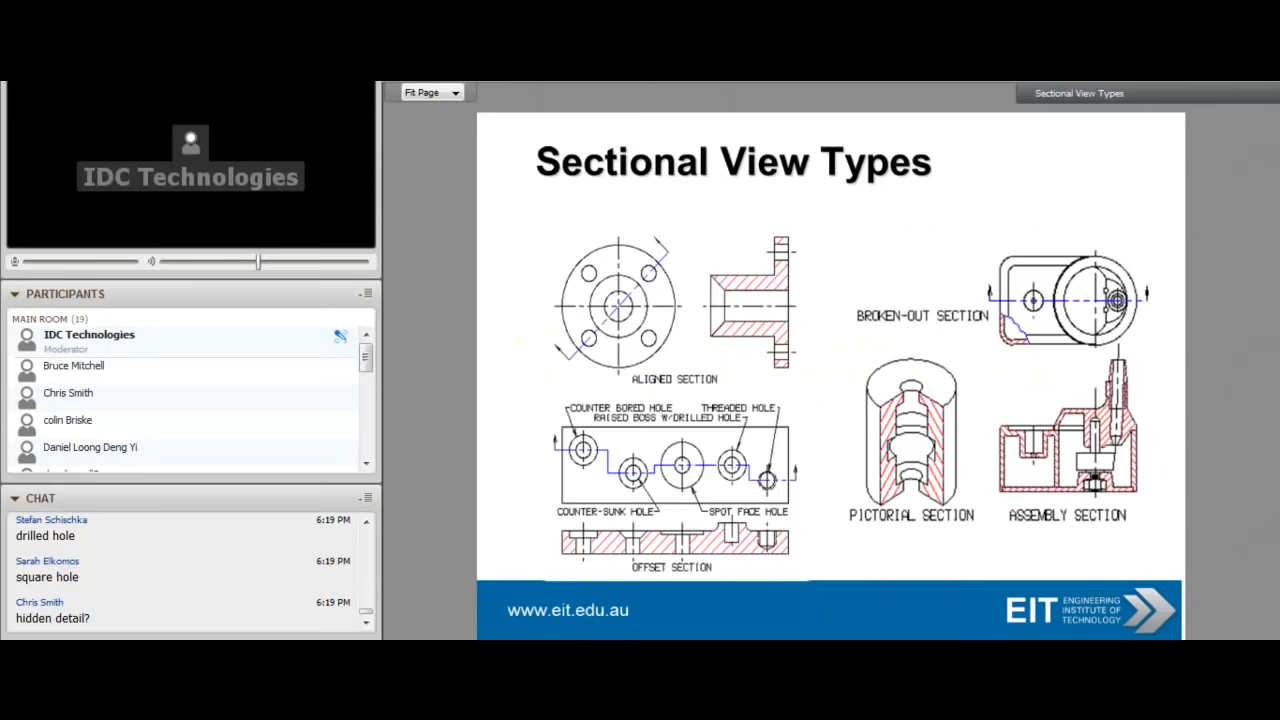 Fit Page
Sectional View Types
IDC Technologies
PARTICIPANTS
MAIN ROOM (19)
IDC Technologies
Moderator
Bruce Mitchell
Chris Smith
colin Briske
Daniel Loong Deng Yi
CHAT
Stefan Schischka 6:19 PM
drilled hole
Sarah Elkomos 6:19 PM
square hole
Chris Smith 6:19 PM
hidden detail?
Sectional View Types
ALIGNED SECTION
COUNTER BORED HOLE THREADED HOLE
RAISED BOSS W/DRILLED HOLE
COUNTER-SUNK HOLE SPOT FACE HOLE
OFFSET SECTION
BROKEN-OUT SECTION
PICTORIAL SECTION
ASSEMBLY SECTION
www.eit.edu.au
EIT ENGINEERING
INSTITUTE OF
TECHNOLOGY